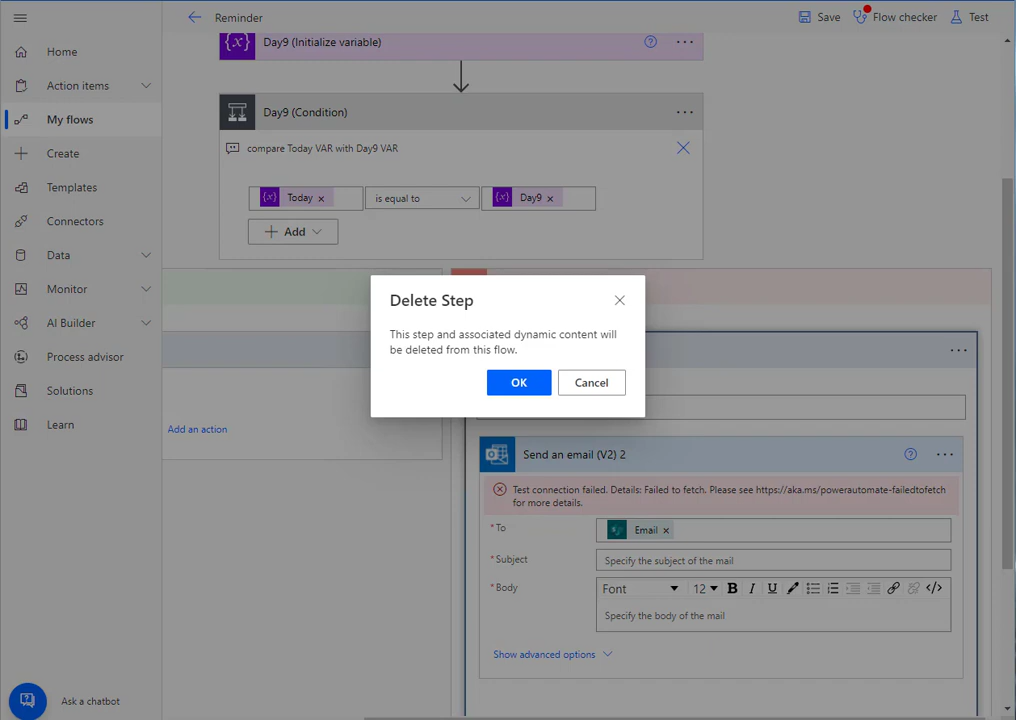 Reminder
Save
Flow checker
Test
Home
Action items
My flows
Create
Templates
Connectors
Data
Monitor
AI Builder
Process advisor
Solutions
Learn
Ask a chatbot
{x} Day9 (Initialize variable)
Day9 (Condition)
compare Today VAR with Day9 VAR
{x} Today × is equal to {x} Day9 ×
Add
Delete Step
This step and associated dynamic content will
be deleted from this flow.
OK Cancel
Add an action
Send an email (V2) 2
Test connection failed. Details: Failed to fetch. Please see https://aka.ms/powerautomate-failedtofetch
for more details.
* To Email ×
* Subject Specify the subject of the mail
* Body Font 12 B I U </>
Specify the body of the mail
Show advanced options